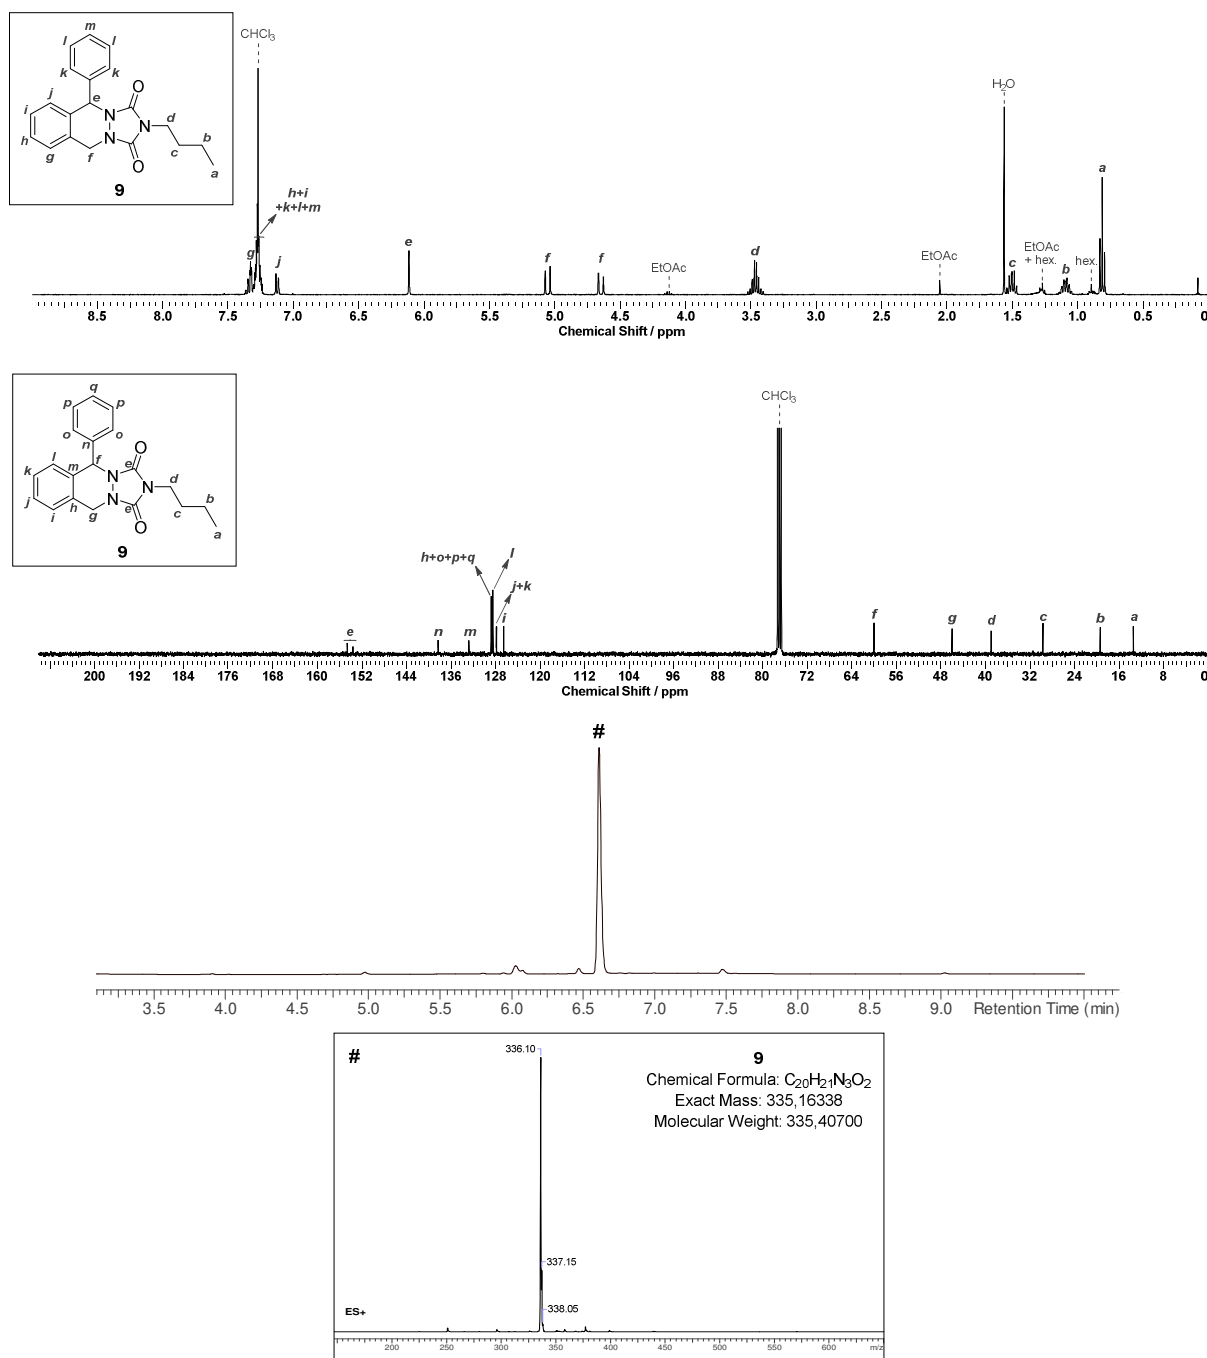 m
l l
k k
e
j
i
h
g
f
N
N
N
O
O
d
c
b
a
9
CHCl3
h+i
+k+l+m
g
j
e
f
f
EtOAc
d
EtOAc
H2O
c
EtOAc
+ hex.
b
hex.
a
8.5 8.0 7.5 7.0 6.5 6.0 5.5 5.0 4.5 4.0 3.5 3.0 2.5 2.0 1.5 1.0 0.5 0
Chemical Shift / ppm
q
p p
o o
n
f
l
m
k
j
i
h
g
N
N
N
e
e
O
O
d
c
b
a
9
CHCl3
h+o+p+q
l
j+k
i
e
n
m
f
g
d
c
b
a
200 192 184 176 168 160 152 144 136 128 120 112 104 96 88 80 72 64 56 48 40 32 24 16 8 0
Chemical Shift / ppm
#
3.5 4.0 4.5 5.0 5.5 6.0 6.5 7.0 7.5 8.0 8.5 9.0 Retention Time (min)
#
336.10
9
Chemical Formula: C20H21N3O2
Exact Mass: 335,16338
Molecular Weight: 335,40700
337.15
338.05
ES+
200 250 300 350 400 450 500 550 600 m/z